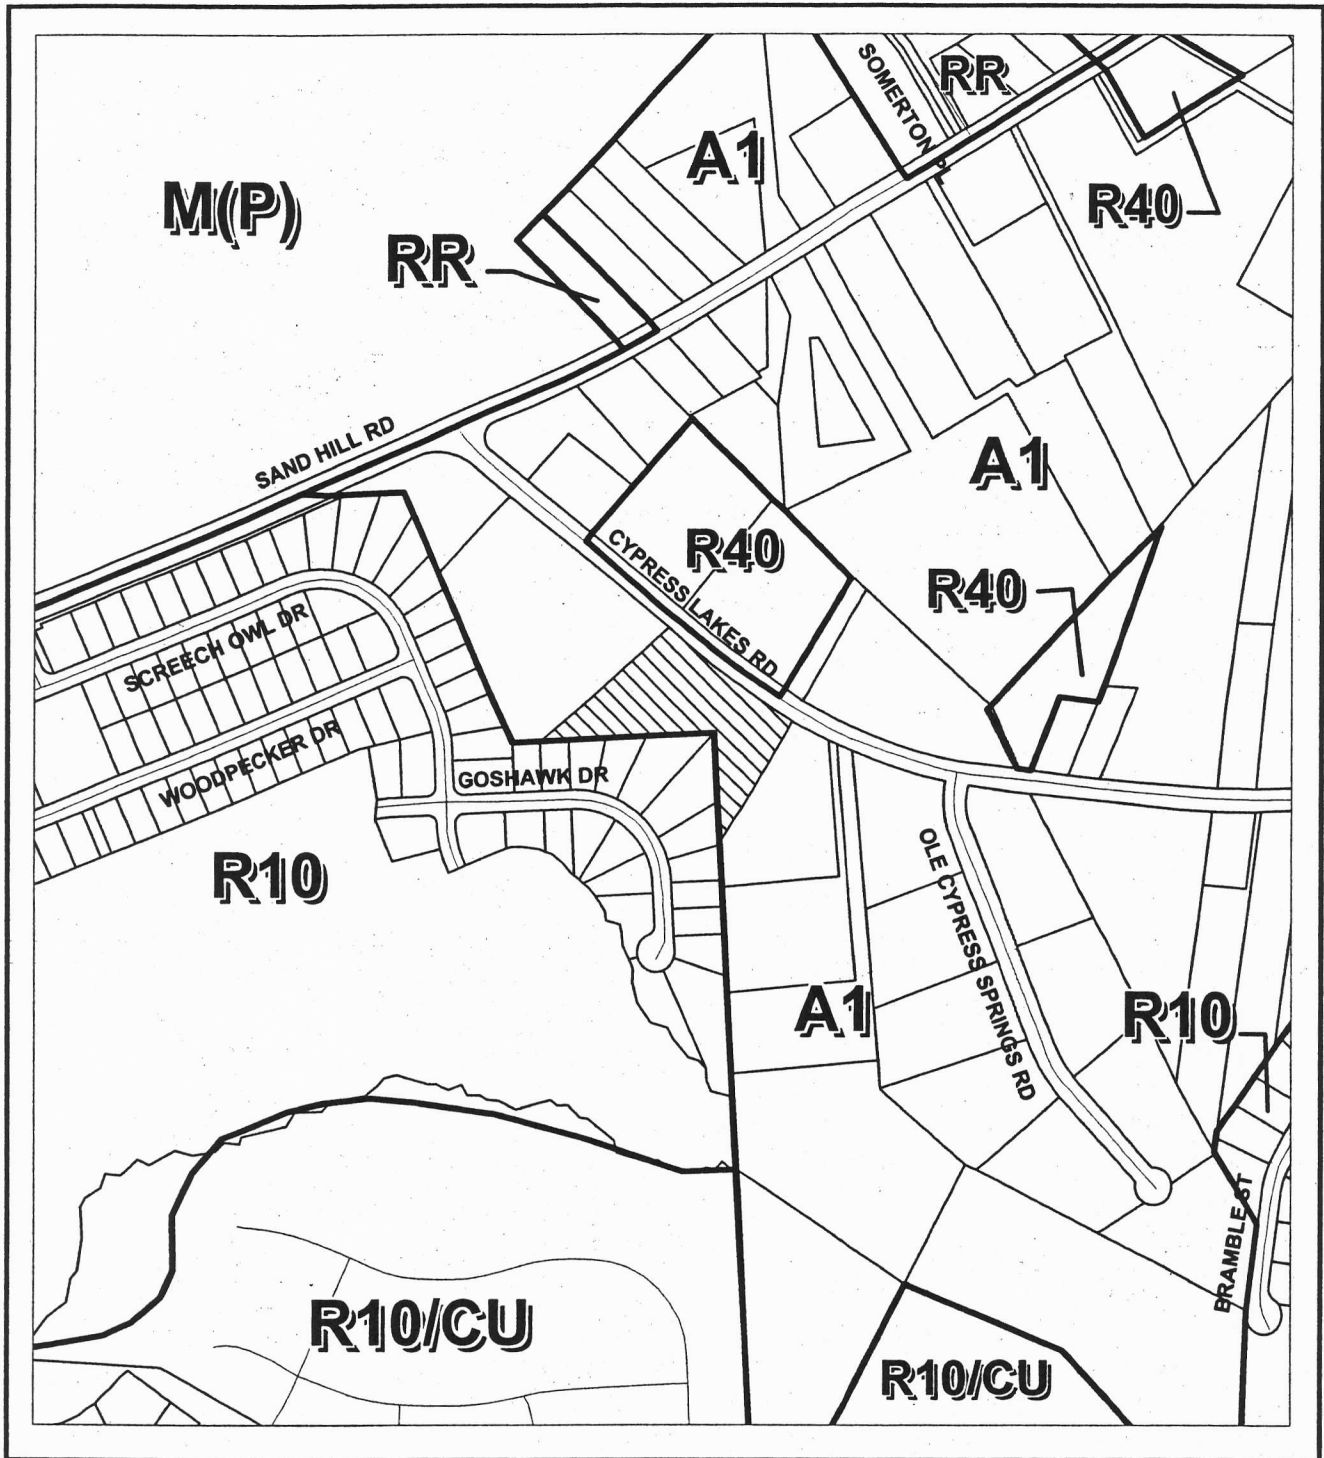 SOMERTON PL
RR
A1
M(P)
R40
RR
SAND HILL RD
A1
R40
CYPRESS LAKES RD
R40
SCREECH OWL DR
WOODPECKER DR
GOSHAWK DR
R10
OLE CYPRESS SPRINGS RD
A1
R10
BRAMBLE ST
R10/CU
R10/CU